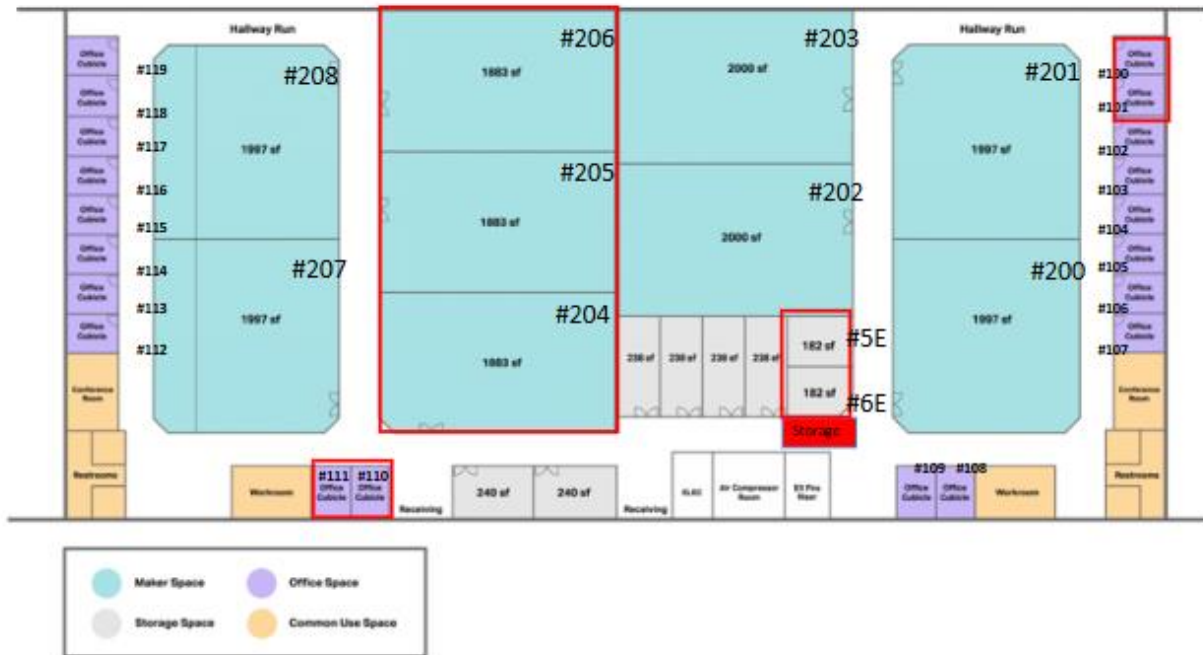 Hallway Run
#206
#203
Hallway Run
Office
Cubicle
#119
#208
1883 sf
2000 sf
#201
#100
Office
Cubicle
Office
Cubicle
#118
#101
Office
Cubicle
Office
Cubicle
#117
1997 sf
#205
1997 sf
#102
Office
Cubicle
Office
Cubicle
#116
#202
#103
Office
Cubicle
Office
Cubicle
#115
1883 sf
2000 sf
#104
Office
Cubicle
Office
Cubicle
#114
#207
#200
#105
Office
Cubicle
Office
Cubicle
#113
1997 sf
#204
1997 sf
#106
Office
Cubicle
Office
Cubicle
#112
1883 sf
238 sf
238 sf
238 sf
238 sf
182 sf
#5E
#107
Office
Cubicle
Conference
Room
182 sf
#6E
Conference
Room
Storage
Restrooms
Workroom
#111
Office
Cubicle
#110
Office
Cubicle
Receiving
240 sf
240 sf
Receiving
Air Compressor
Room
#109
Office
Cubicle
#108
Office
Cubicle
Workroom
Restrooms
Maker Space
Office Space
Storage Space
Common Use Space